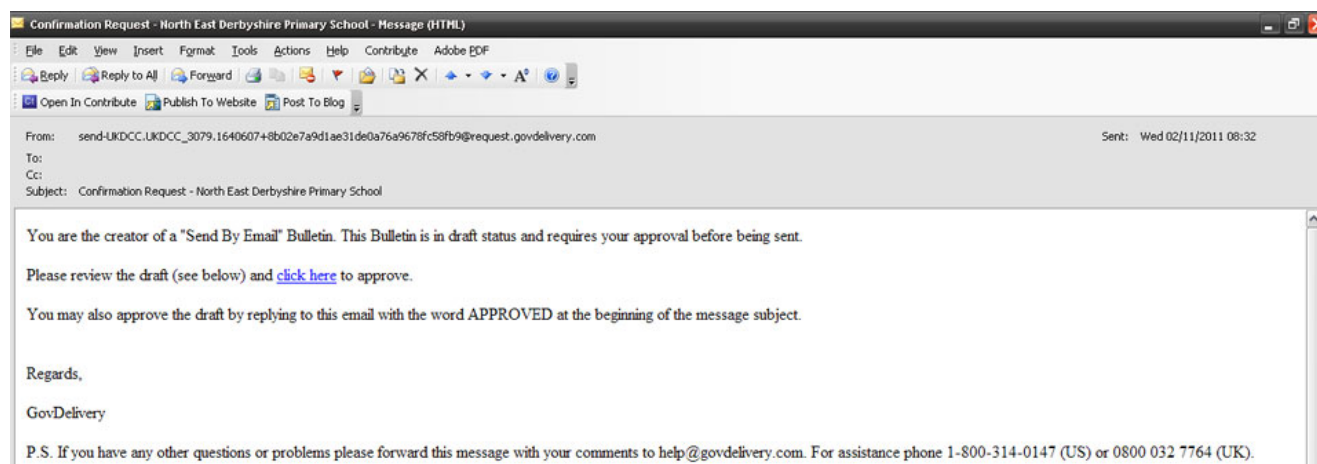 Confirmation Request - North East Derbyshire Primary School - Message (HTML)
File Edit View Insert Format Tools Actions Help Contribute Adobe PDF
Reply Reply to All Forward
Open In Contribute Publish To Website Post To Blog
From: send-UKDCC.UKDCC_3079.1640607+8b02e7a9d1ae31de0a76a9678fc58fb9@request.govdelivery.com Sent: Wed 02/11/2011 08:32
To:
Cc:
Subject: Confirmation Request - North East Derbyshire Primary School
You are the creator of a "Send By Email" Bulletin. This Bulletin is in draft status and requires your approval before being sent.
Please review the draft (see below) and click here to approve.
You may also approve the draft by replying to this email with the word APPROVED at the beginning of the message subject.
Regards,
GovDelivery
P.S. If you have any other questions or problems please forward this message with your comments to help@govdelivery.com. For assistance phone 1-800-314-0147 (US) or 0800 032 7764 (UK).